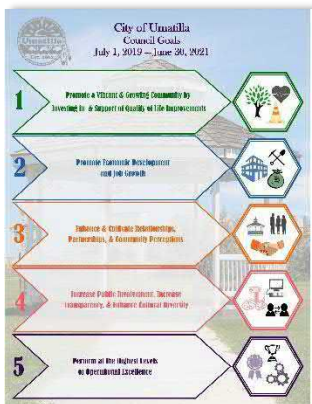 Umatilla
City of Umatilla
Council Goals
July 1, 2019 – June 30, 2021
1
Promote a Vibrant & Growing Community by
Investing in & Support of Quality of Life Improvements
2
Promote Economic Development
and Job Growth
3
Enhance & Cultivate Relationships,
Partnerships, & Community Perceptions
4
Increase Public Involvement, Increase
Transparency, & Enhance Cultural Diversity
5
Perform at the Highest Levels
of Operational Excellence